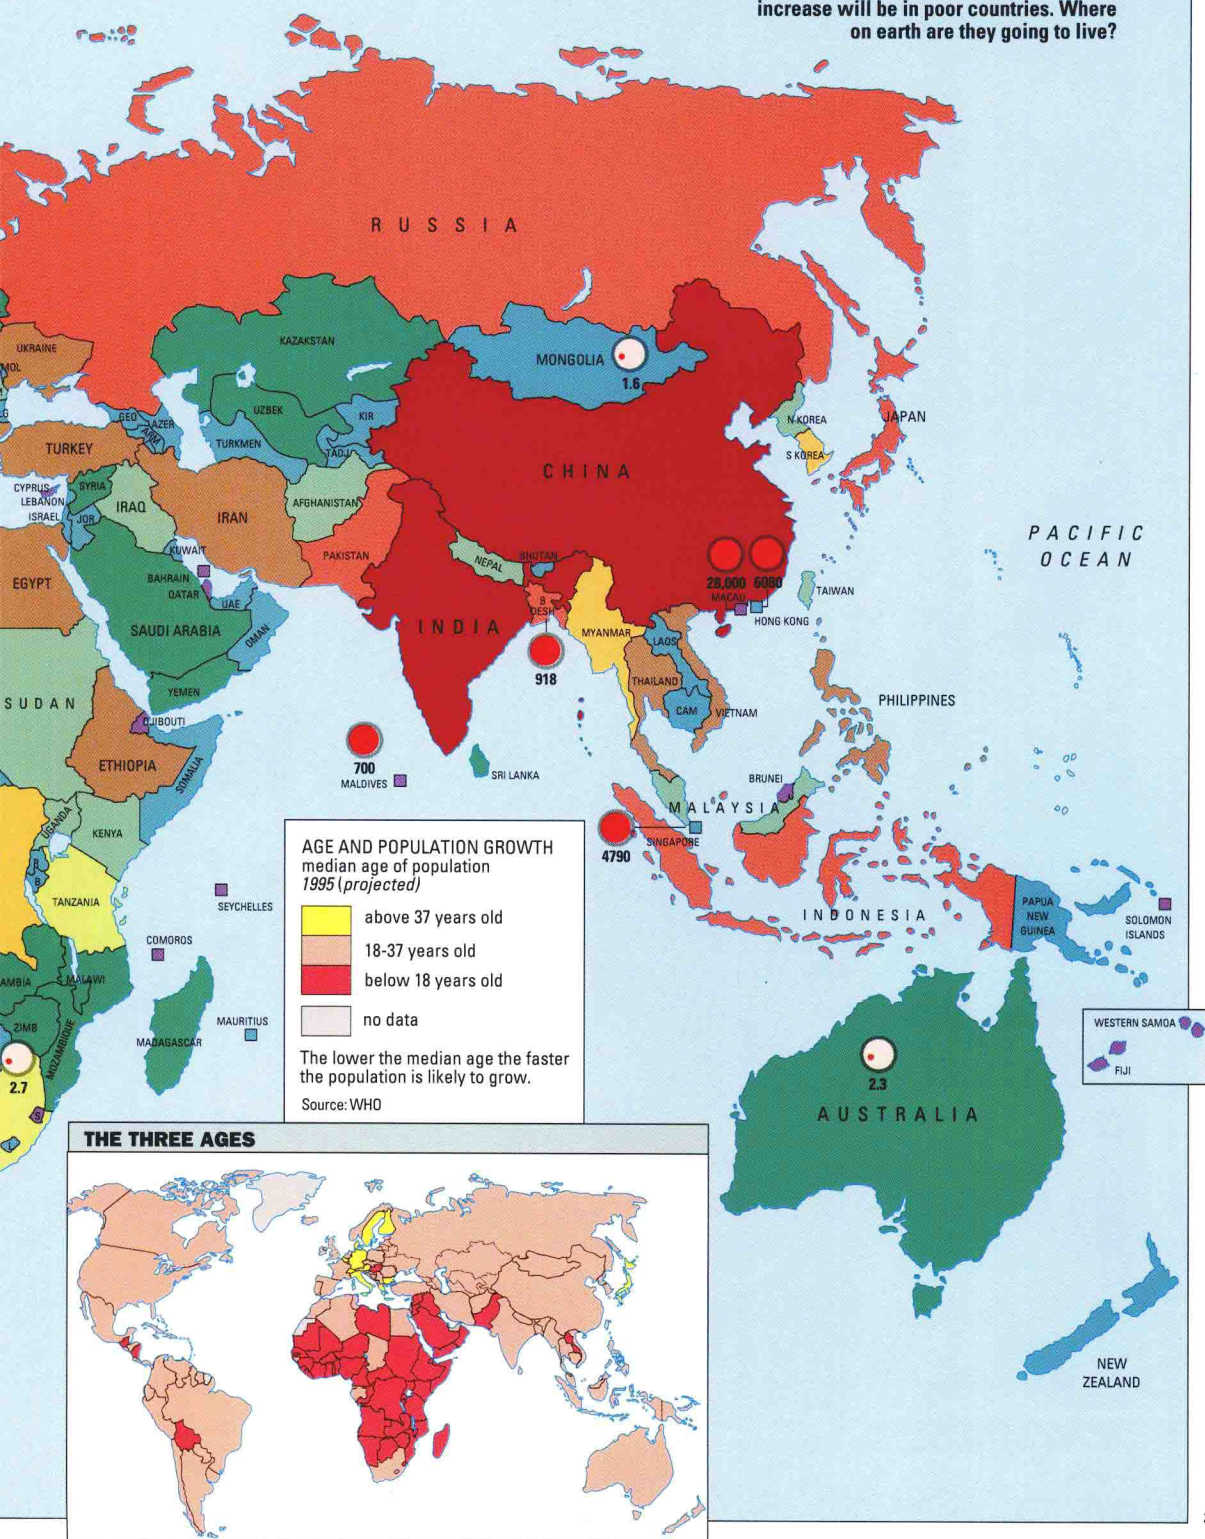 increase will be in poor countries. Where
on earth are they going to live?
RUSSIA
UKRAINE
MOL
KAZAKSTAN
MONGOLIA
1.6
GEO
AZER
ARM
UZBEK
KIR
TURKMEN
TADJ
N KOREA
S KOREA
JAPAN
TURKEY
CHINA
CYPRUS
LEBANON
ISRAEL
SYRIA
JOR
IRAQ
IRAN
AFGHANISTAN
PAKISTAN
KUWAIT
BAHRAIN
QATAR
UAE
EGYPT
SAUDI ARABIA
OMAN
YEMEN
NEPAL
BHUTAN
B
DESH
INDIA
MYANMAR
28,000
6080
MACAU
HONG KONG
TAIWAN
PACIFIC
OCEAN
LAOS
THAILAND
CAM
VIETNAM
PHILIPPINES
918
SUDAN
DJIBOUTI
ETHIOPIA
SOMALIA
700
MALDIVES
SRI LANKA
BRUNEI
MALAYSIA
4790
SINGAPORE
INDONESIA
PAPUA
NEW
GUINEA
SOLOMON
ISLANDS
UGANDA
KENYA
R
B
TANZANIA
SEYCHELLES
COMOROS
AMBIA
MALAWI
ZIMB
MOZAMBIQUE
MADAGASCAR
MAURITIUS
2.7
S
L
AGE AND POPULATION GROWTH
median age of population
1995 (projected)
above 37 years old
18-37 years old
below 18 years old
no data
The lower the median age the faster
the population is likely to grow.
Source: WHO
2.3
AUSTRALIA
WESTERN SAMOA
FIJI
NEW
ZEALAND
THE THREE AGES